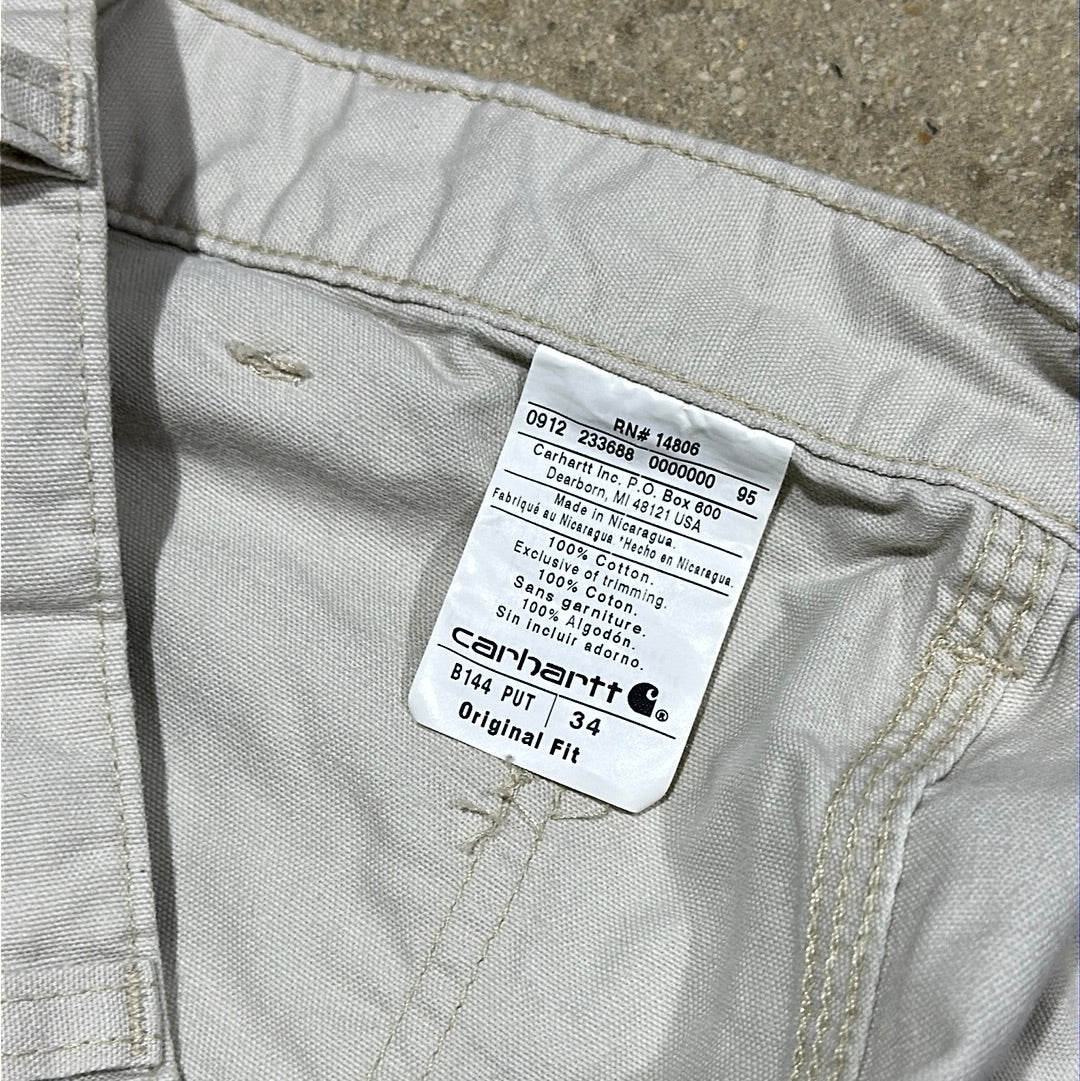 RN# 14806
0912 233688 0000000 95
Carhartt Inc. P.O. Box 600
Dearborn, MI 48121 USA
Made in Nicaragua.
Fabriqué au Nicaragua *Hecho en Nicaragua.
100% Cotton.
Exclusive of trimming.
100% Coton.
Sans garniture.
100% Algodón.
Sin incluir adorno.
carhartt ®
B144 PUT 34
Original Fit